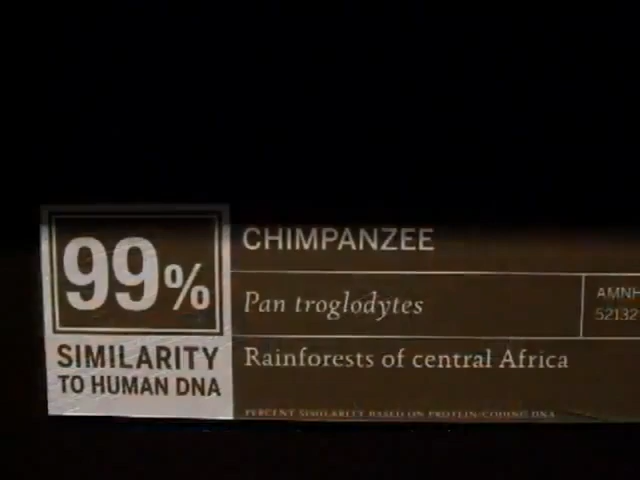 99%
SIMILARITY
TO HUMAN DNA
CHIMPANZEE
Pan troglodytes
AMNH
52132
Rainforests of central Africa
PERCENT SIMILARITY BASED ON PROTEIN-CODING DNA